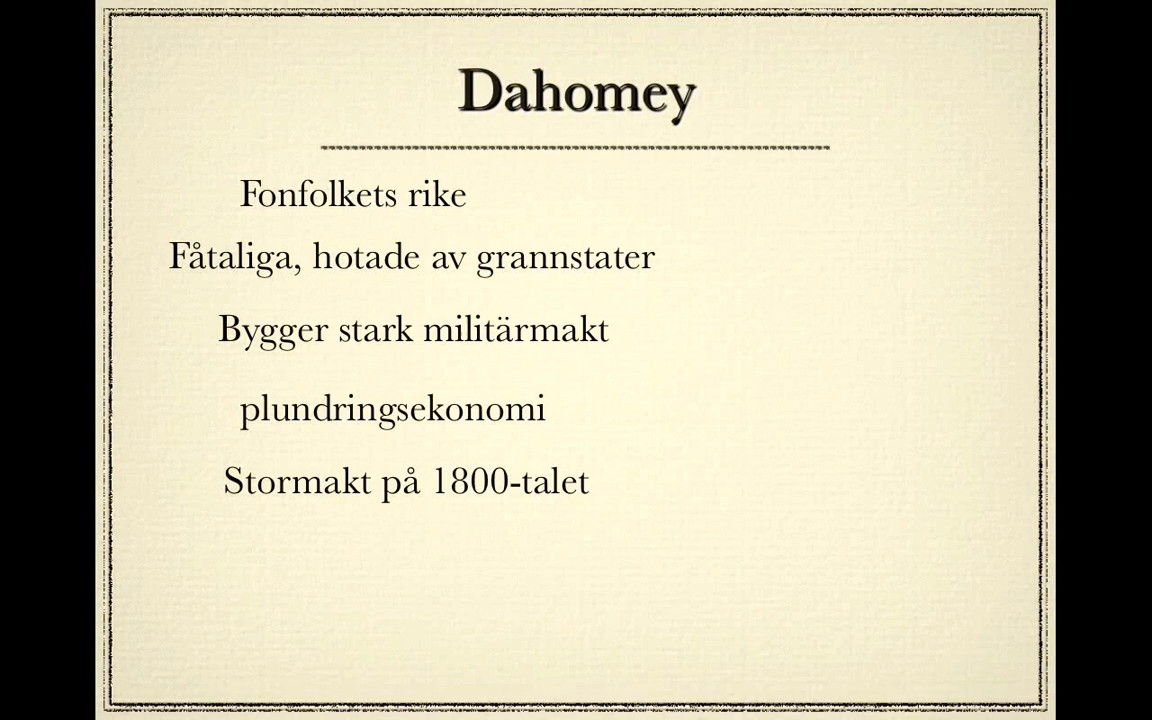 Dahomey
Fonfolkets rike
Fåtaliga, hotade av grannstater
Bygger stark militärmakt
plundringsekonomi
Stormakt på 1800-talet